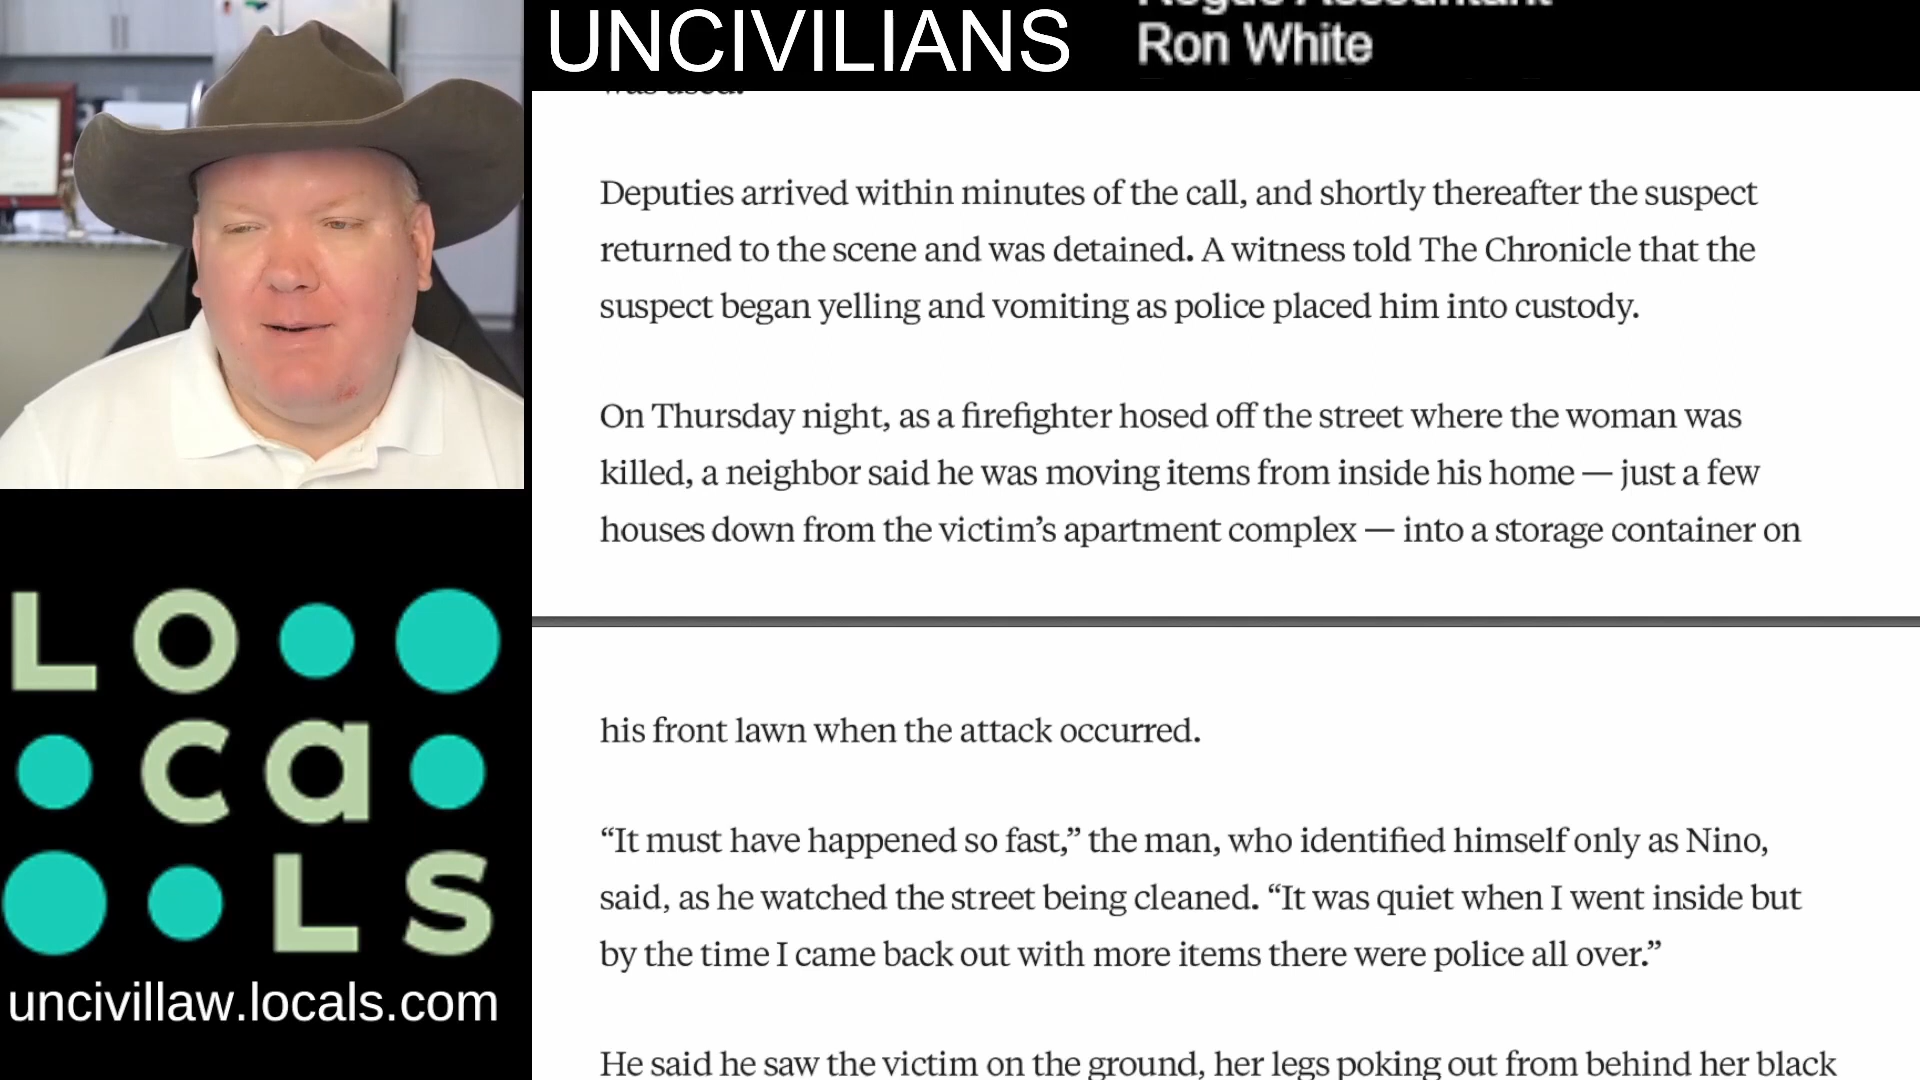 UNCIVILIANS
Rogue Accountant
Ron White
was used.
Deputies arrived within minutes of the call, and shortly thereafter the suspect
returned to the scene and was detained. A witness told The Chronicle that the
suspect began yelling and vomiting as police placed him into custody.
On Thursday night, as a firefighter hosed off the street where the woman was
killed, a neighbor said he was moving items from inside his home — just a few
houses down from the victim’s apartment complex — into a storage container on
his front lawn when the attack occurred.
“It must have happened so fast,” the man, who identified himself only as Nino,
said, as he watched the street being cleaned. “It was quiet when I went inside but
by the time I came back out with more items there were police all over.”
He said he saw the victim on the ground, her legs poking out from behind her black
LO
ca
LS
uncivillaw.locals.com